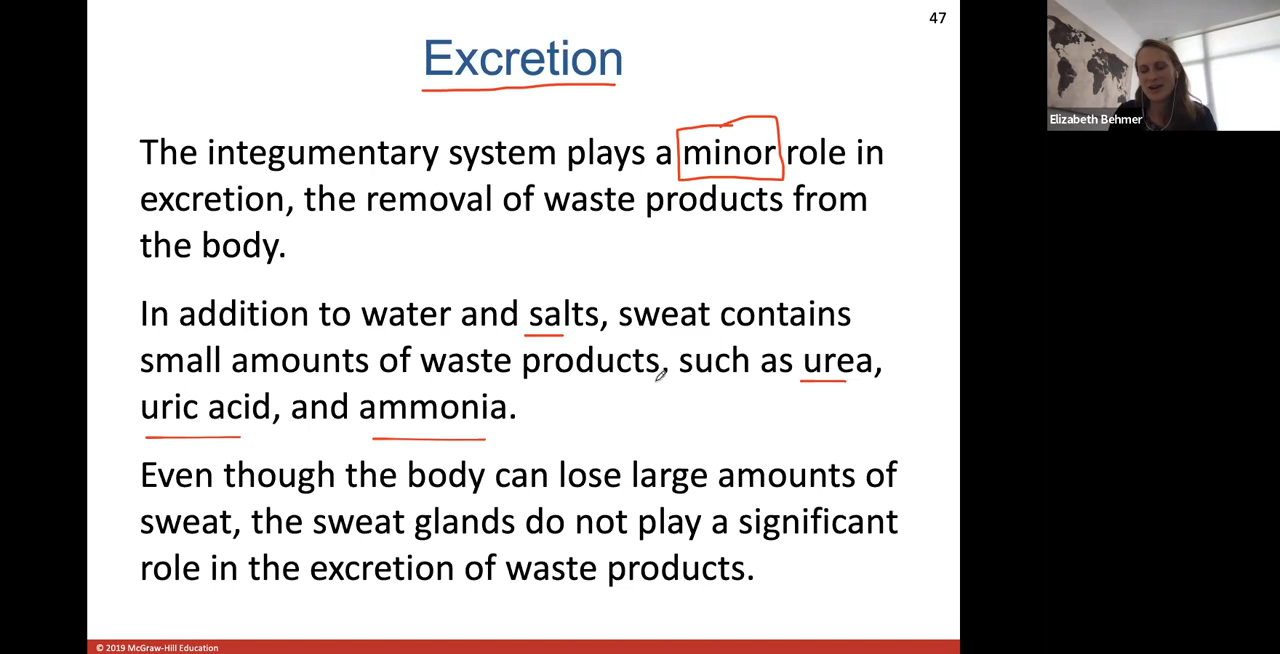 47
Excretion
The integumentary system plays a minor role in
excretion, the removal of waste products from
the body.
In addition to water and salts, sweat contains
small amounts of waste products, such as urea,
uric acid, and ammonia.
Even though the body can lose large amounts of
sweat, the sweat glands do not play a significant
role in the excretion of waste products.
© 2019 McGraw-Hill Education
Elizabeth Behmer